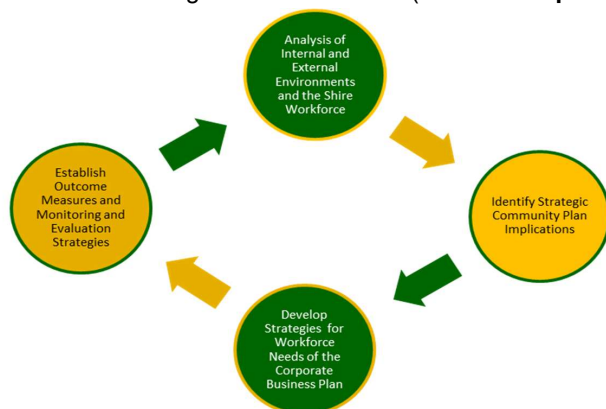 Analysis of
Internal and
External
Environments
and the Shire
Workforce
Identify Strategic
Community Plan
Implications
Develop
Strategies for
Workforce
Needs of the
Corporate
Business Plan
Establish
Outcome
Measures and
Monitoring and
Evaluation
Strategies